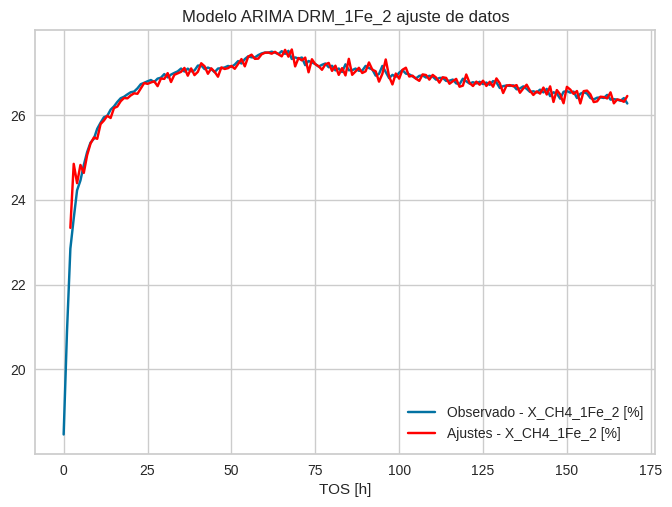 Modelo ARIMA DRM_1Fe_2 ajuste de datos
26
24
22
20
Observado - X_CH4_1Fe_2 [%]
Ajustes - X_CH4_1Fe_2 [%]
0 25 50 75 100 125 150 175
TOS [h]